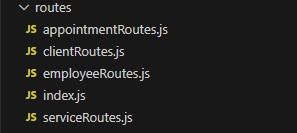 routes
JS appointmentRoutes.js
JS clientRoutes.js
JS employeeRoutes.js
JS index.js
JS serviceRoutes.js